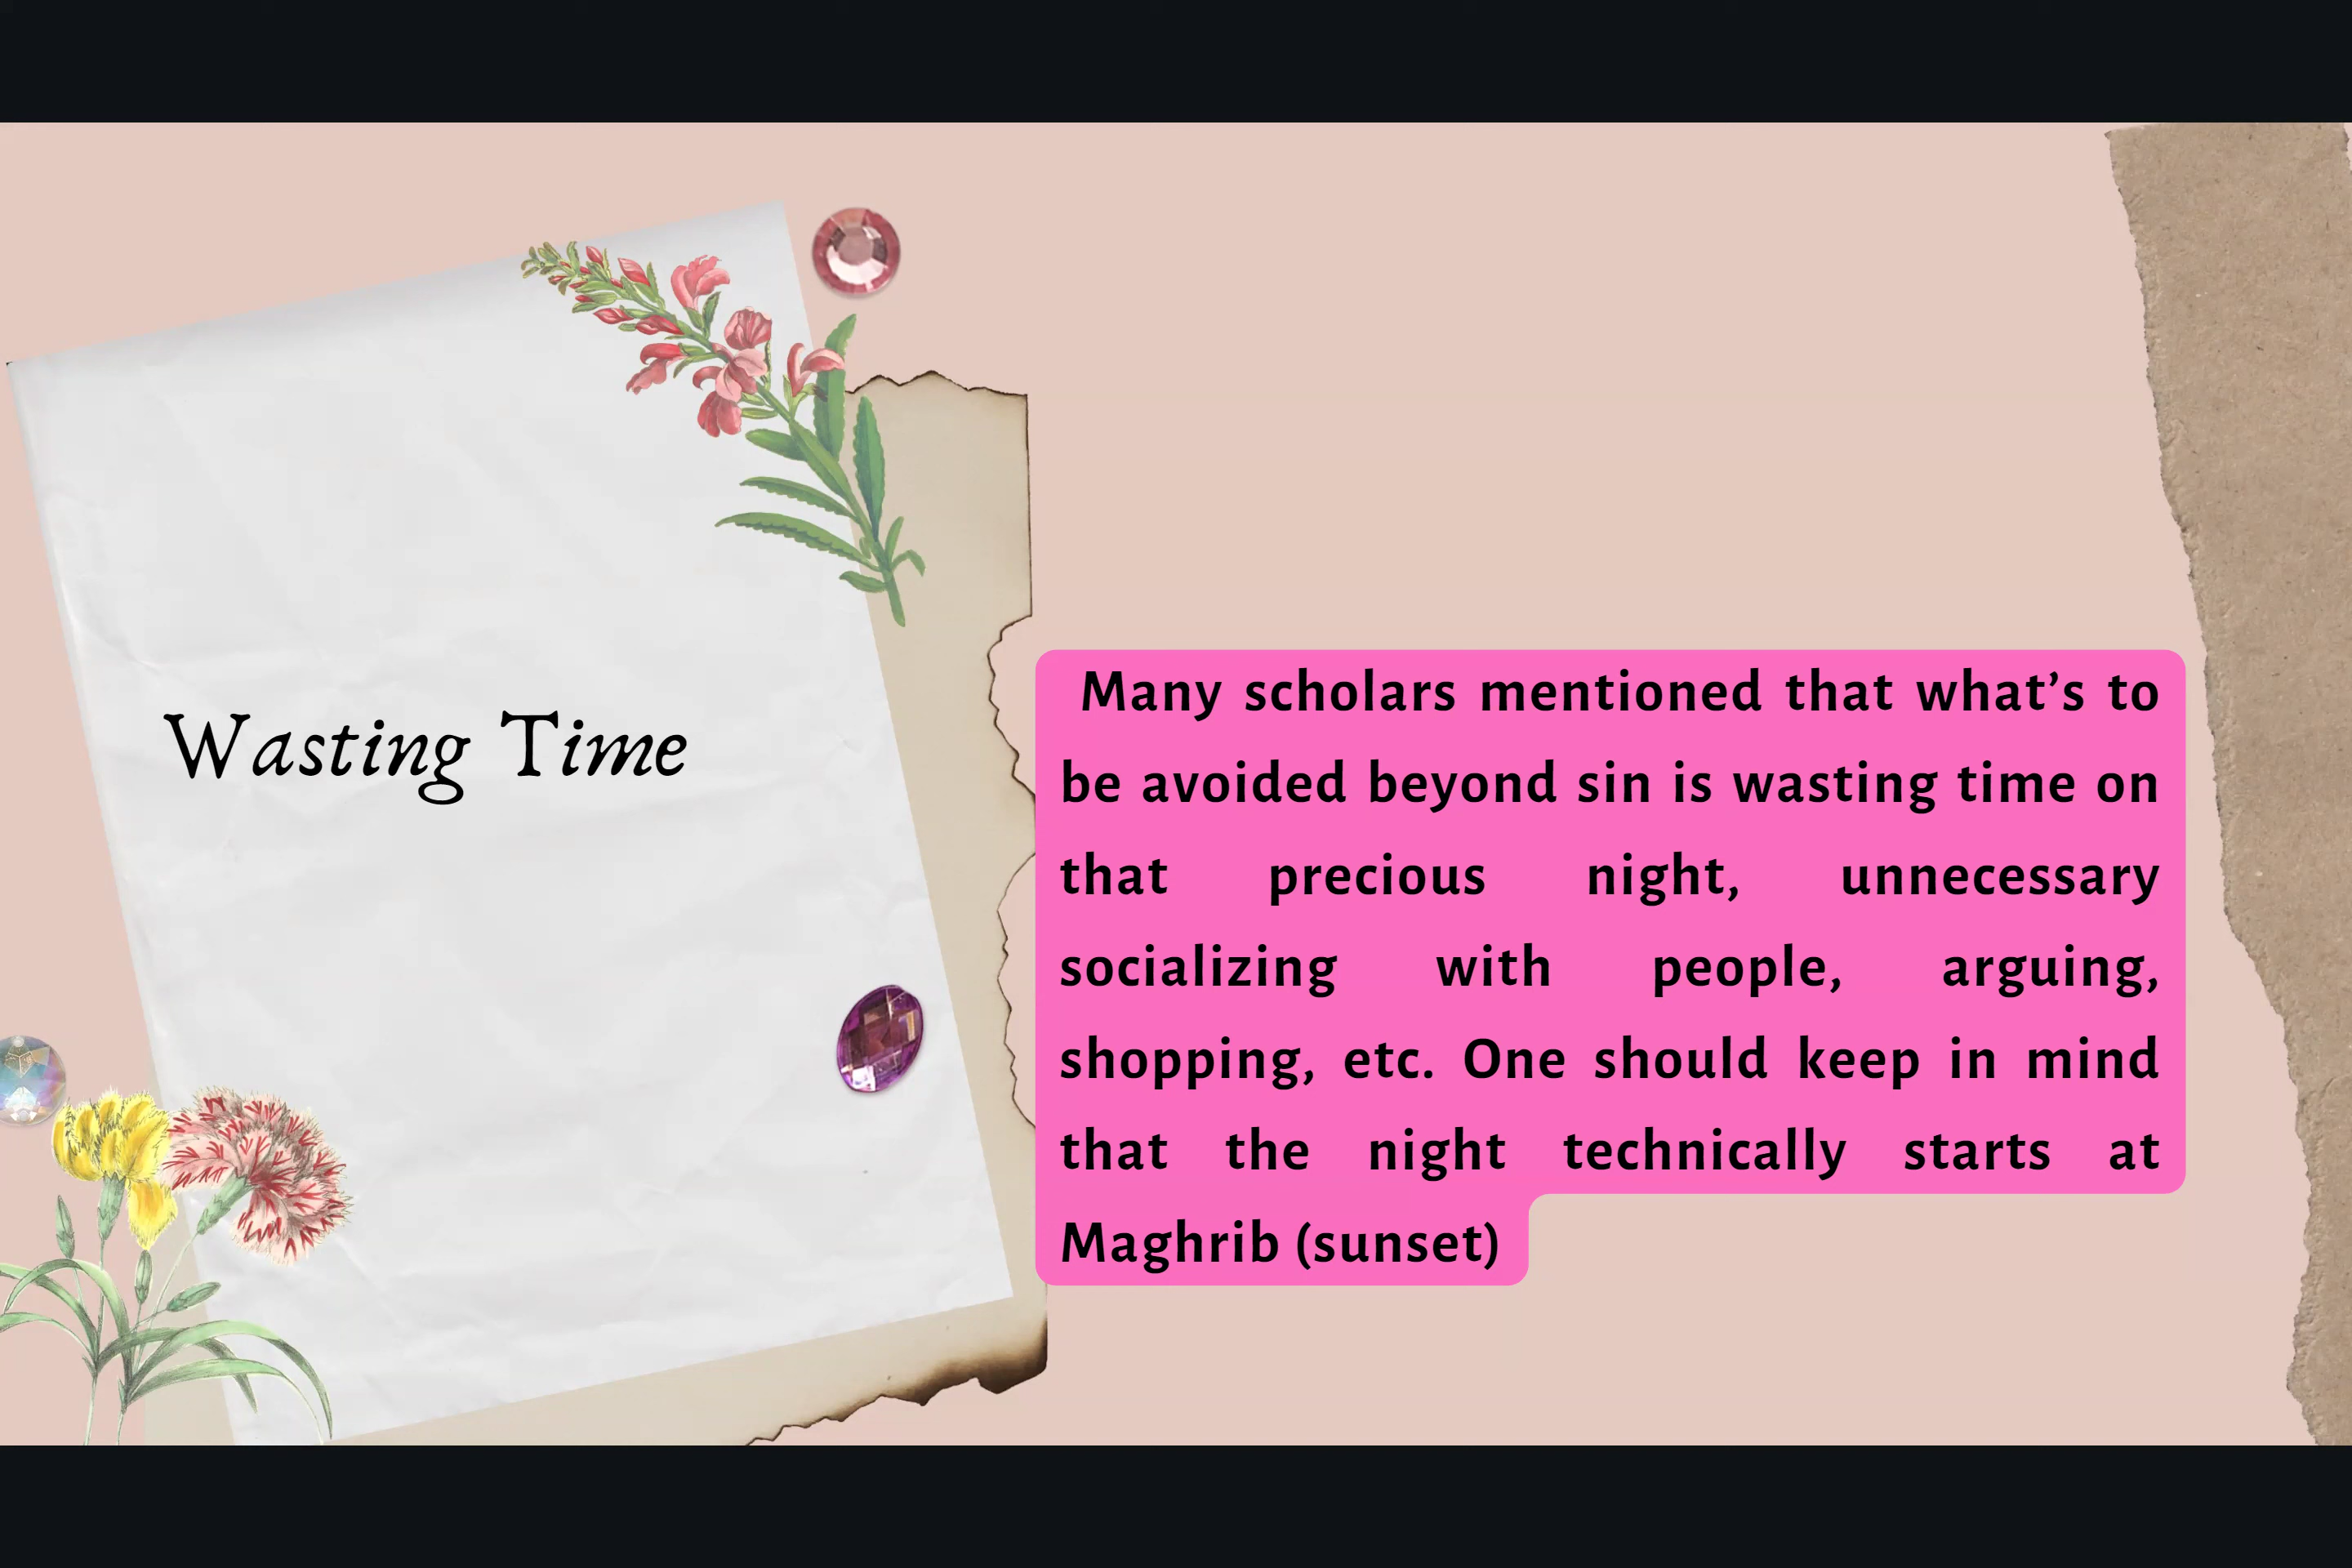 Wasting Time
Many scholars mentioned that what’s to
be avoided beyond sin is wasting time on
that precious night, unnecessary
socializing with people, arguing,
shopping, etc. One should keep in mind
that the night technically starts at
Maghrib (sunset)